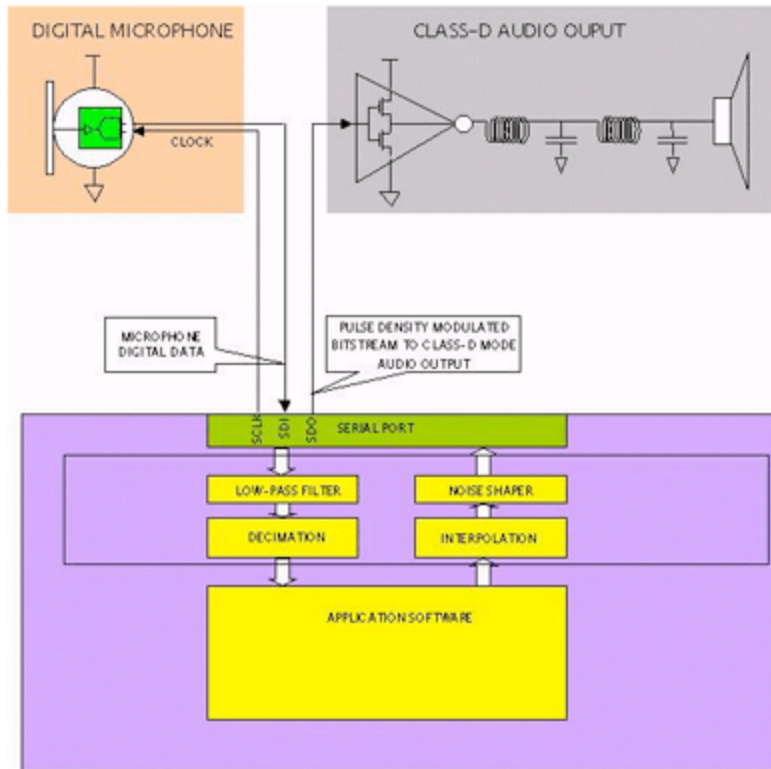 DIGITAL MICROPHONE
CLASS-D AUDIO OUPUT
CLOCK
MICROPHONE
DIGITAL DATA
PULSE DENSITY MODULATED
BITSTREAM TO CLASS-D MODE
AUDIO OUTPUT
SCLK
SDI
SDO
SERIAL PORT
LOW-PASS FILTER
NOISE SHAPER
DECIMATION
INTERPOLATION
APPLICATION SOFTWARE